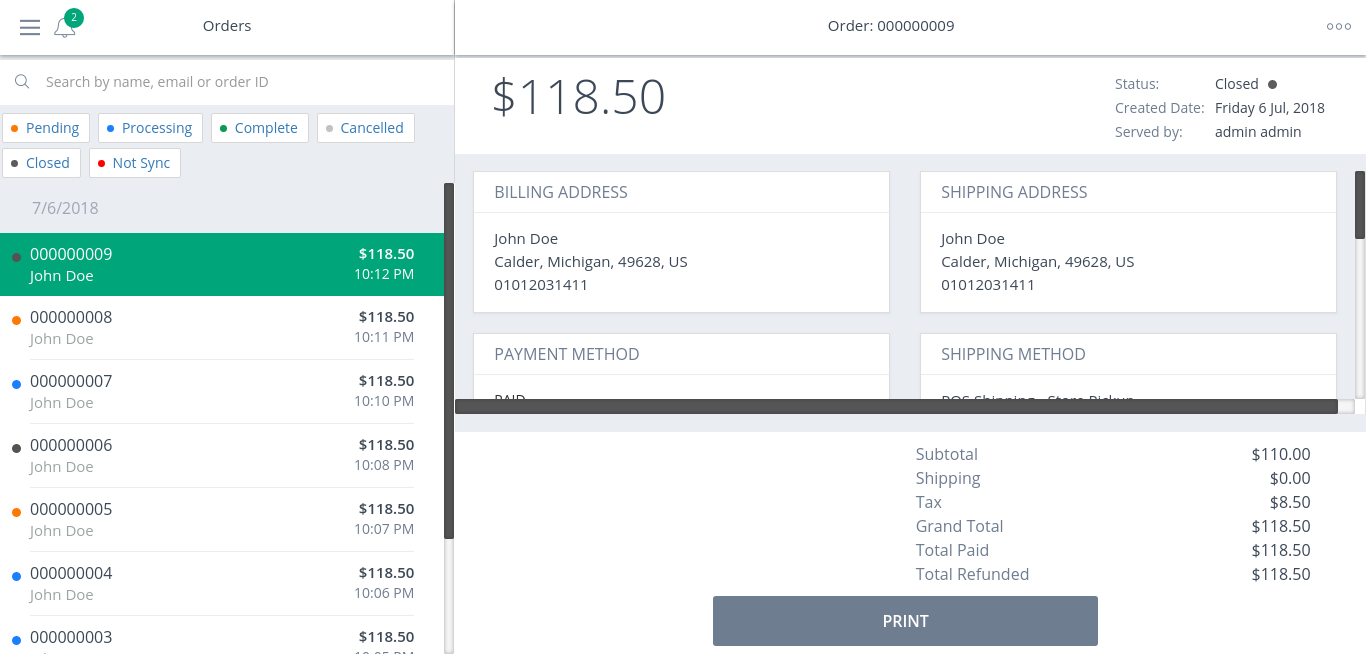 2
Orders
Search by name, email or order ID
Pending
Processing
Complete
Cancelled
Closed
Not Sync
7/6/2018
000000009 $118.50
John Doe 10:12 PM
000000008 $118.50
John Doe 10:11 PM
000000007 $118.50
John Doe 10:10 PM
000000006 $118.50
John Doe 10:08 PM
000000005 $118.50
John Doe 10:07 PM
000000004 $118.50
John Doe 10:06 PM
000000003 $118.50
Order: 000000009
$118.50
Status: Closed
Created Date: Friday 6 Jul, 2018
Served by: admin admin
BILLING ADDRESS
John Doe
Calder, Michigan, 49628, US
01012031411
SHIPPING ADDRESS
John Doe
Calder, Michigan, 49628, US
01012031411
PAYMENT METHOD
PAID
SHIPPING METHOD
POS Shipping - Store Pickup
Subtotal $110.00
Shipping $0.00
Tax $8.50
Grand Total $118.50
Total Paid $118.50
Total Refunded $118.50
PRINT